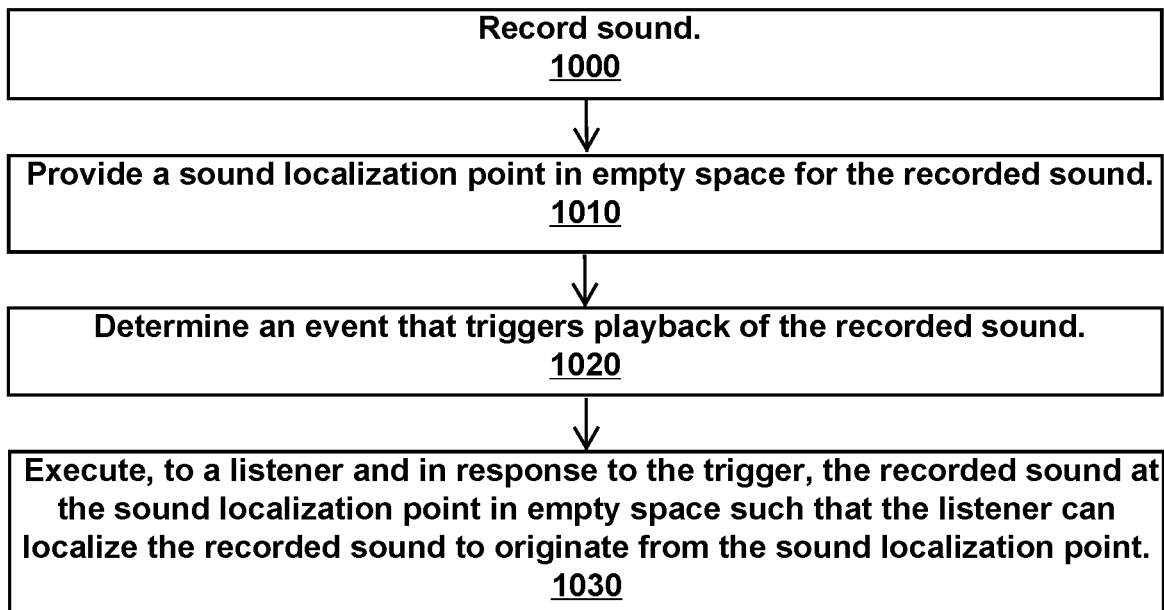 Record sound.
1000
Provide a sound localization point in empty space for the recorded sound.
1010
Determine an event that triggers playback of the recorded sound.
1020
Execute, to a listener and in response to the trigger, the recorded sound at
the sound localization point in empty space such that the listener can
localize the recorded sound to originate from the sound localization point.
1030